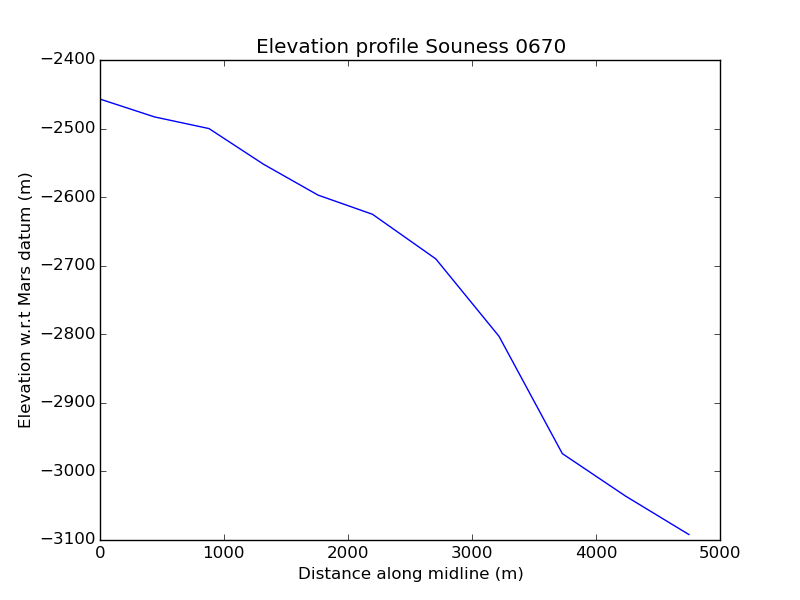 Elevation profile Souness 0670
−2400
−2500
−2600
−2700
−2800
−2900
−3000
−3100
Elevation w.r.t Mars datum (m)
0 1000 2000 3000 4000 5000
Distance along midline (m)